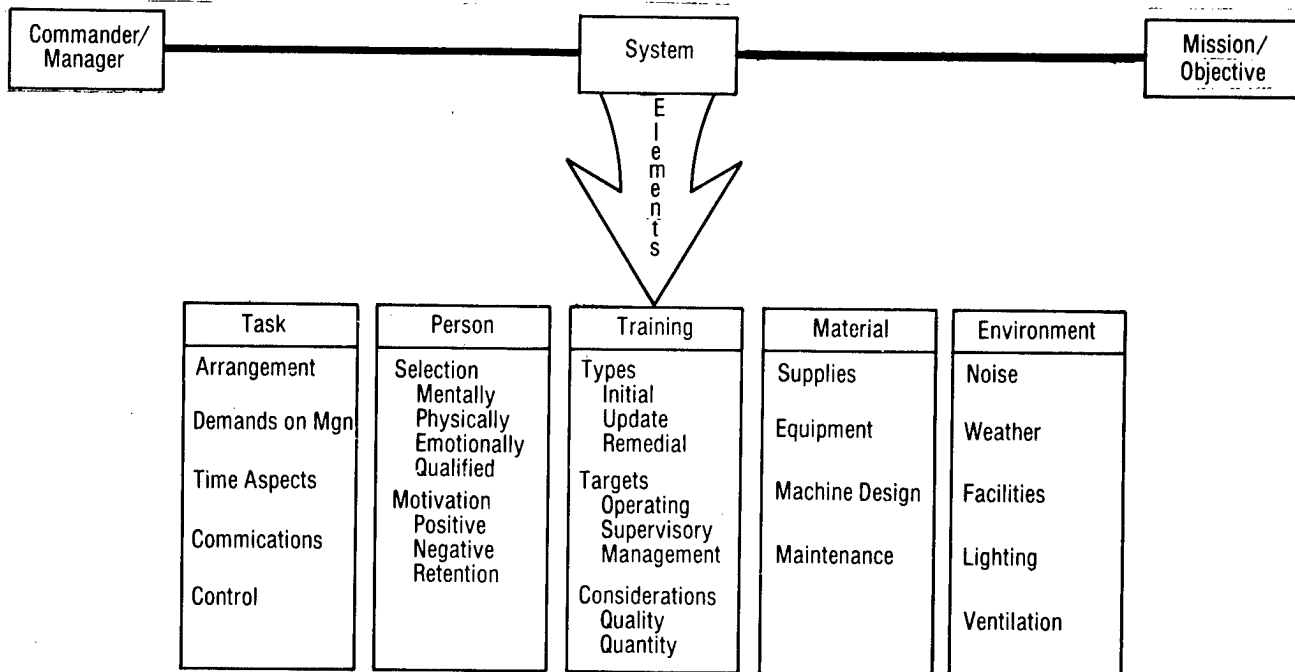 Commander/
Manager
System
Mission/
Objective
Elements
Task
Arrangement
Demands on Mgn
Time Aspects
Commications
Control
Person
Selection
Mentally
Physically
Emotionally
Qualified
Motivation
Positive
Negative
Retention
Training
Types
Initial
Update
Remedial
Targets
Operating
Supervisory
Management
Considerations
Quality
Quantity
Material
Supplies
Equipment
Machine Design
Maintenance
Environment
Noise
Weather
Facilities
Lighting
Ventilation